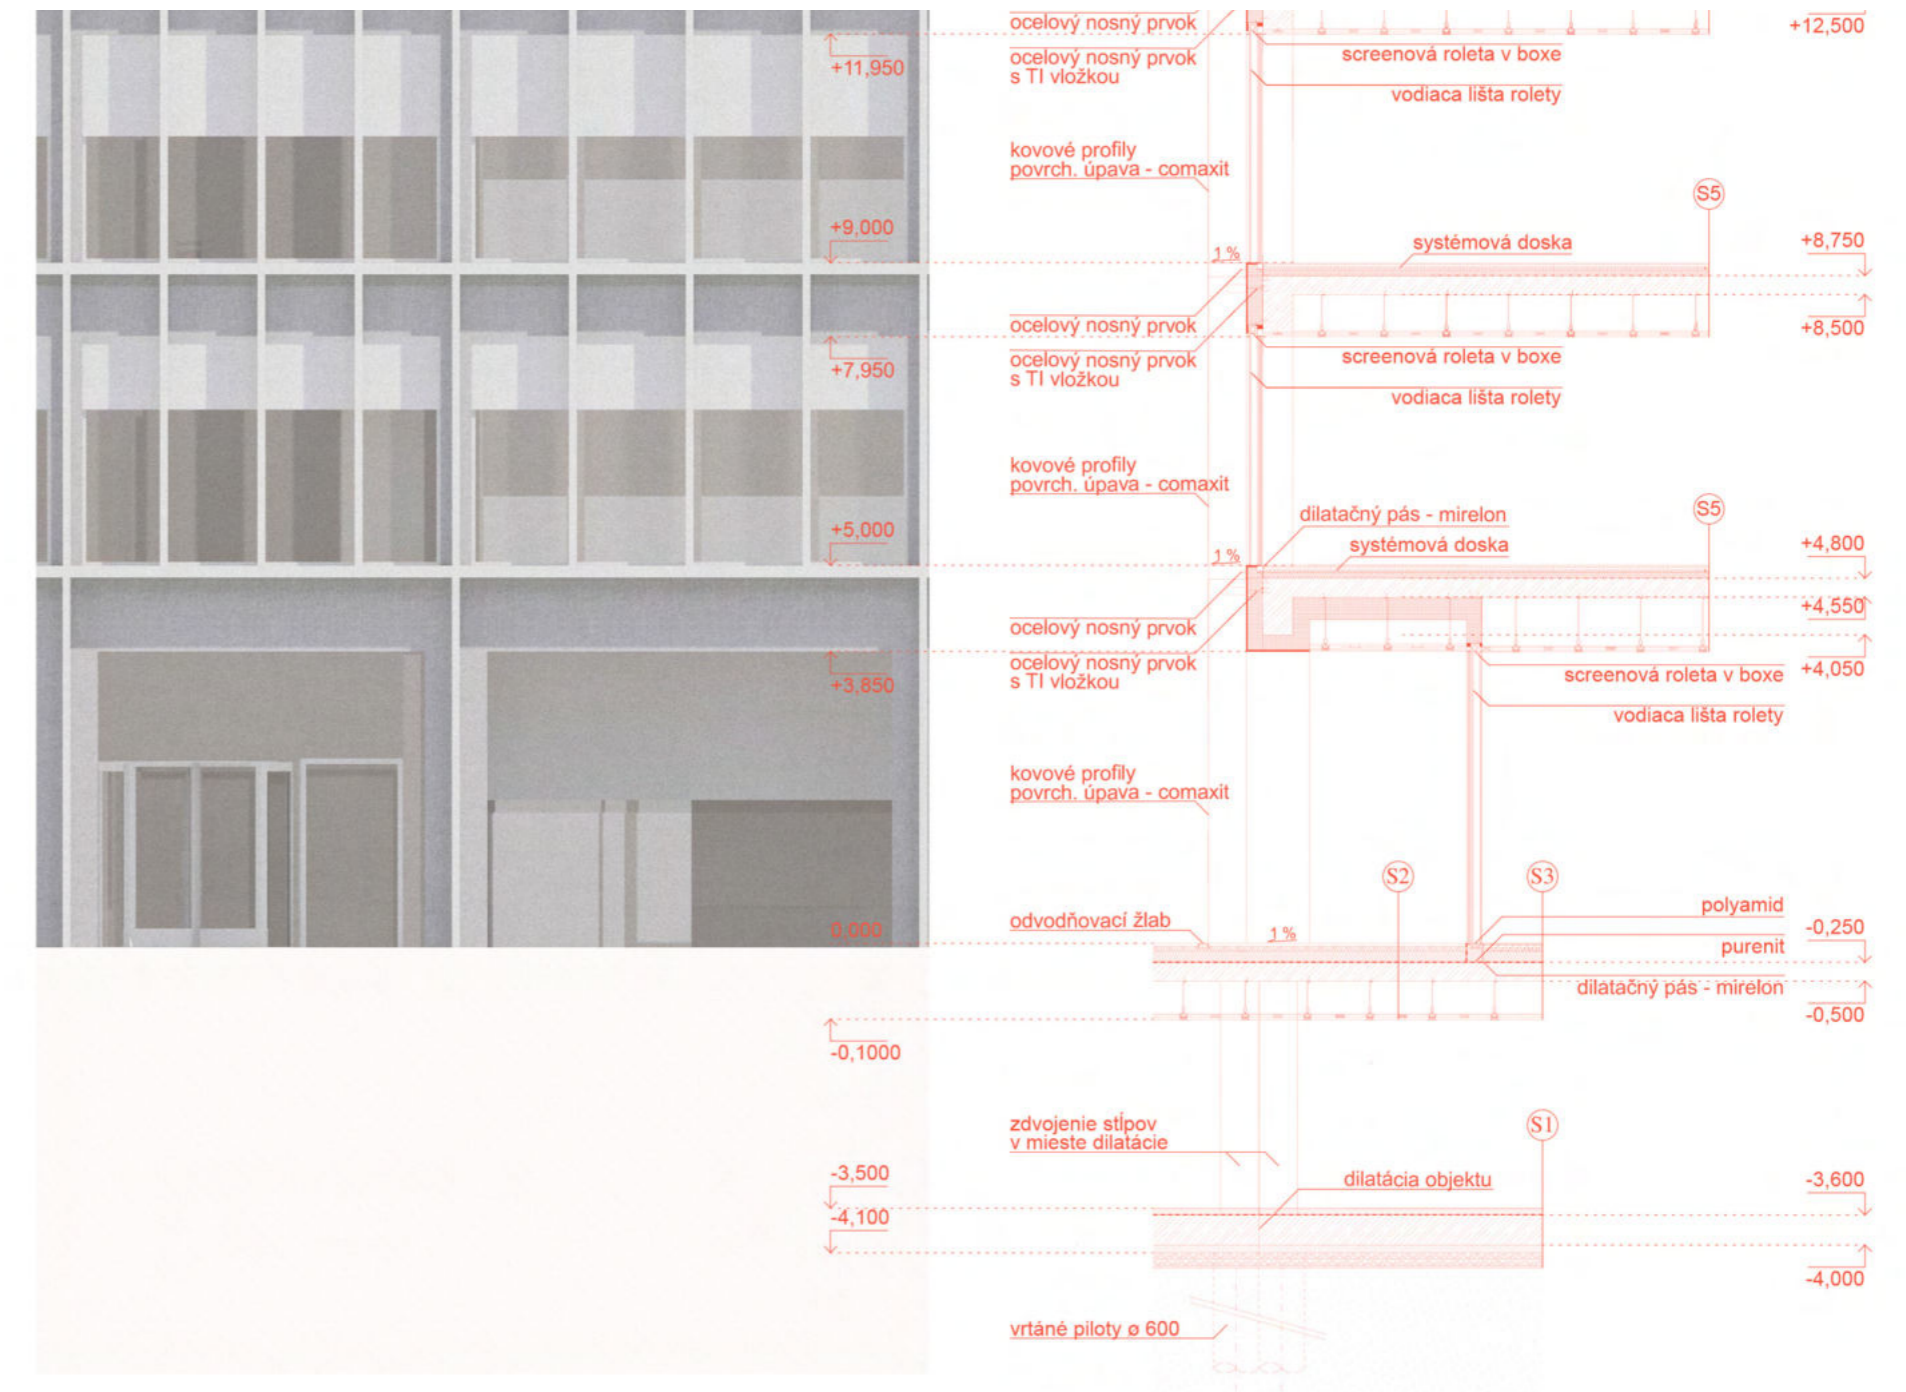 ocelový nosný prvok
+12,500
ocelový nosný prvok
s TI vložkou
screenová roleta v boxe
+11,950
vodiaca lišta rolety
kovové profily
povrch. úpava - comaxit
S5
+9,000
1 %
systémová doska
+8,750
ocelový nosný prvok
+8,500
ocelový nosný prvok
s TI vložkou
screenová roleta v boxe
+7,950
vodiaca lišta rolety
kovové profily
povrch. úpava - comaxit
S5
dilatačný pás - mirelon
+5,000
1 %
systémová doska
+4,800
+4,550
ocelový nosný prvok
ocelový nosný prvok
s TI vložkou
screenová roleta v boxe
+4,050
+3,850
vodiaca lišta rolety
kovové profily
povrch. úpava - comaxit
S2
S3
polyamid
odvodňovací žlab
0,000
1 %
-0,250
purenit
dilatačný pás - mirelon
-0,500
-0,1000
zdvojenie stĺpov
v mieste dilatácie
S1
-3,500
dilatácia objektu
-3,600
-4,100
-4,000
vrtáné piloty ø 600